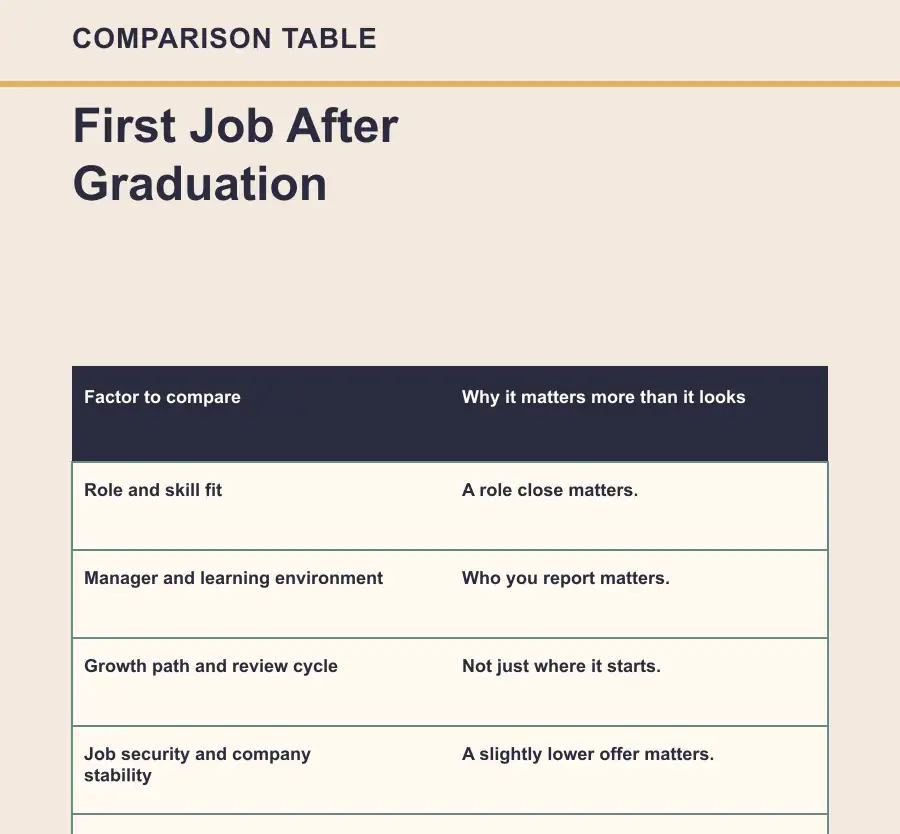 COMPARISON TABLE
First Job After
Graduation
Factor to compare
Why it matters more than it looks
Role and skill fit
A role close matters.
Manager and learning environment
Who you report matters.
Growth path and review cycle
Not just where it starts.
Job security and company
stability
A slightly lower offer matters.